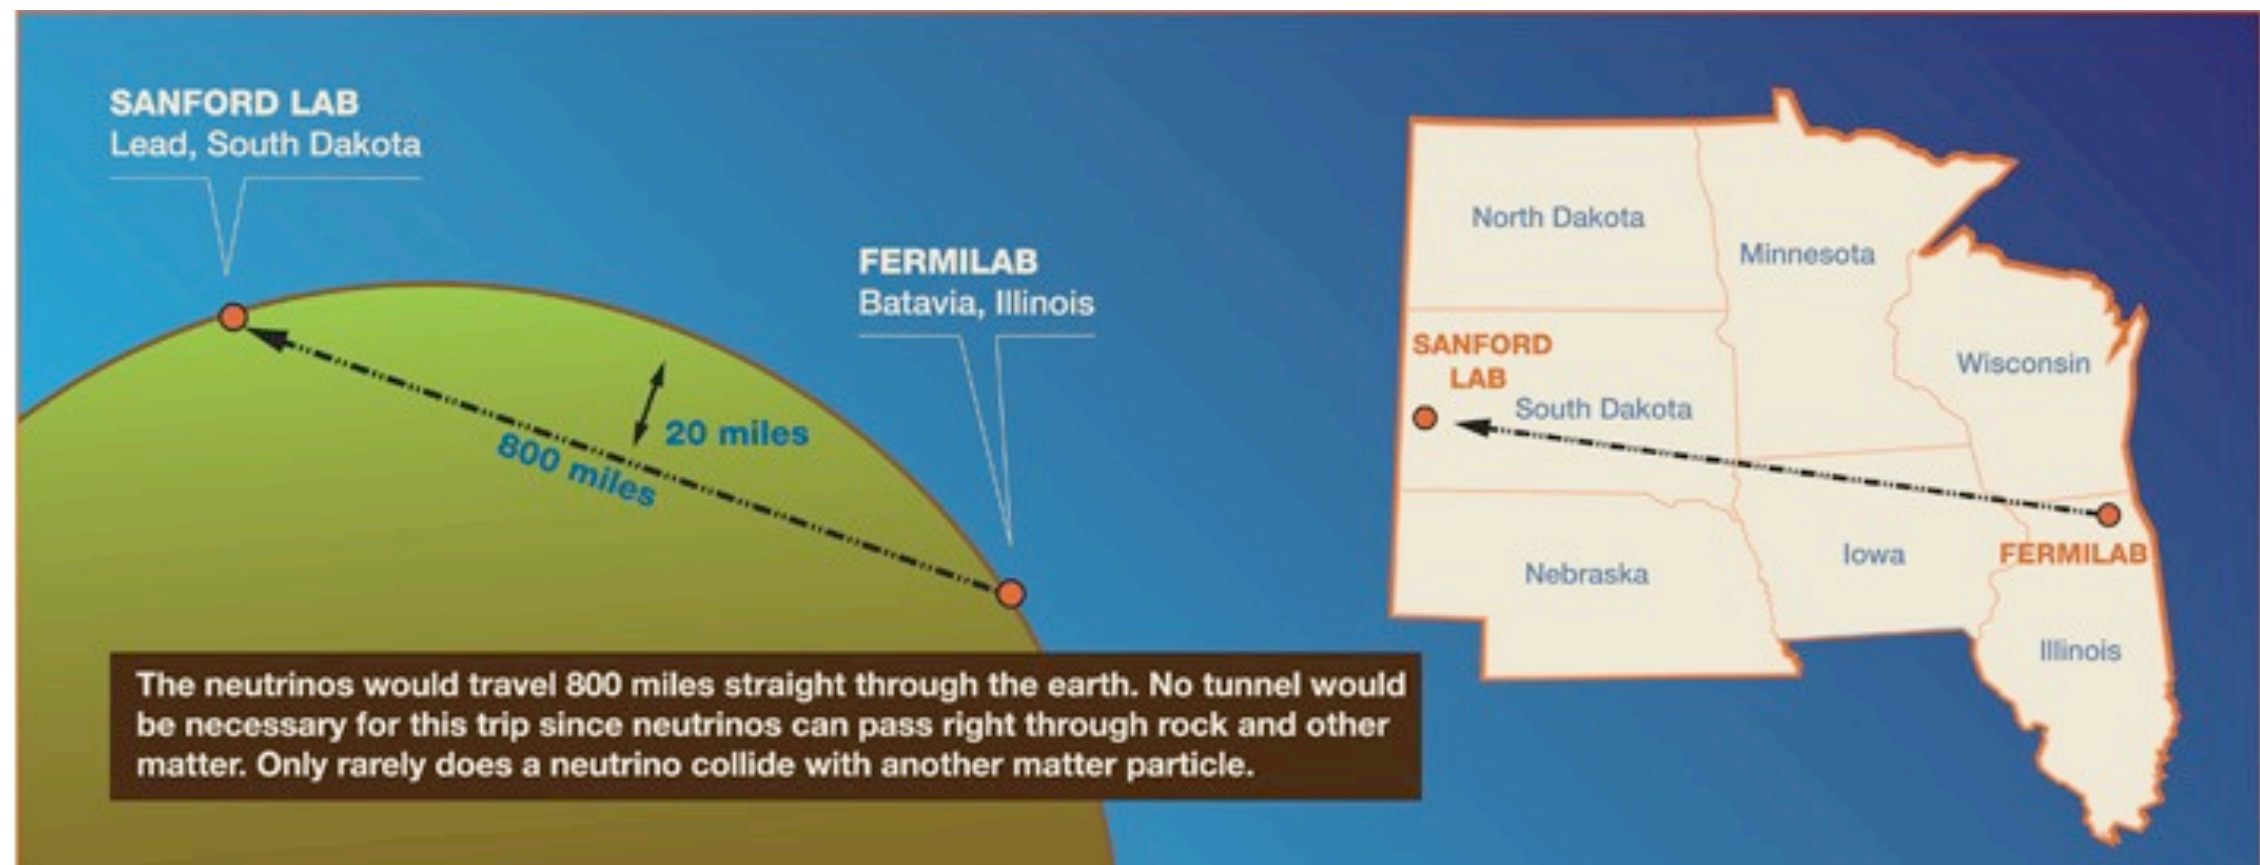 SANFORD LAB
Lead, South Dakota
FERMILAB
Batavia, Illinois
20 miles
800 miles
The neutrinos would travel 800 miles straight through the earth. No tunnel would
be necessary for this trip since neutrinos can pass right through rock and other
matter. Only rarely does a neutrino collide with another matter particle.
North Dakota
Minnesota
SANFORD
LAB
South Dakota
Wisconsin
Nebraska
Iowa
FERMILAB
Illinois